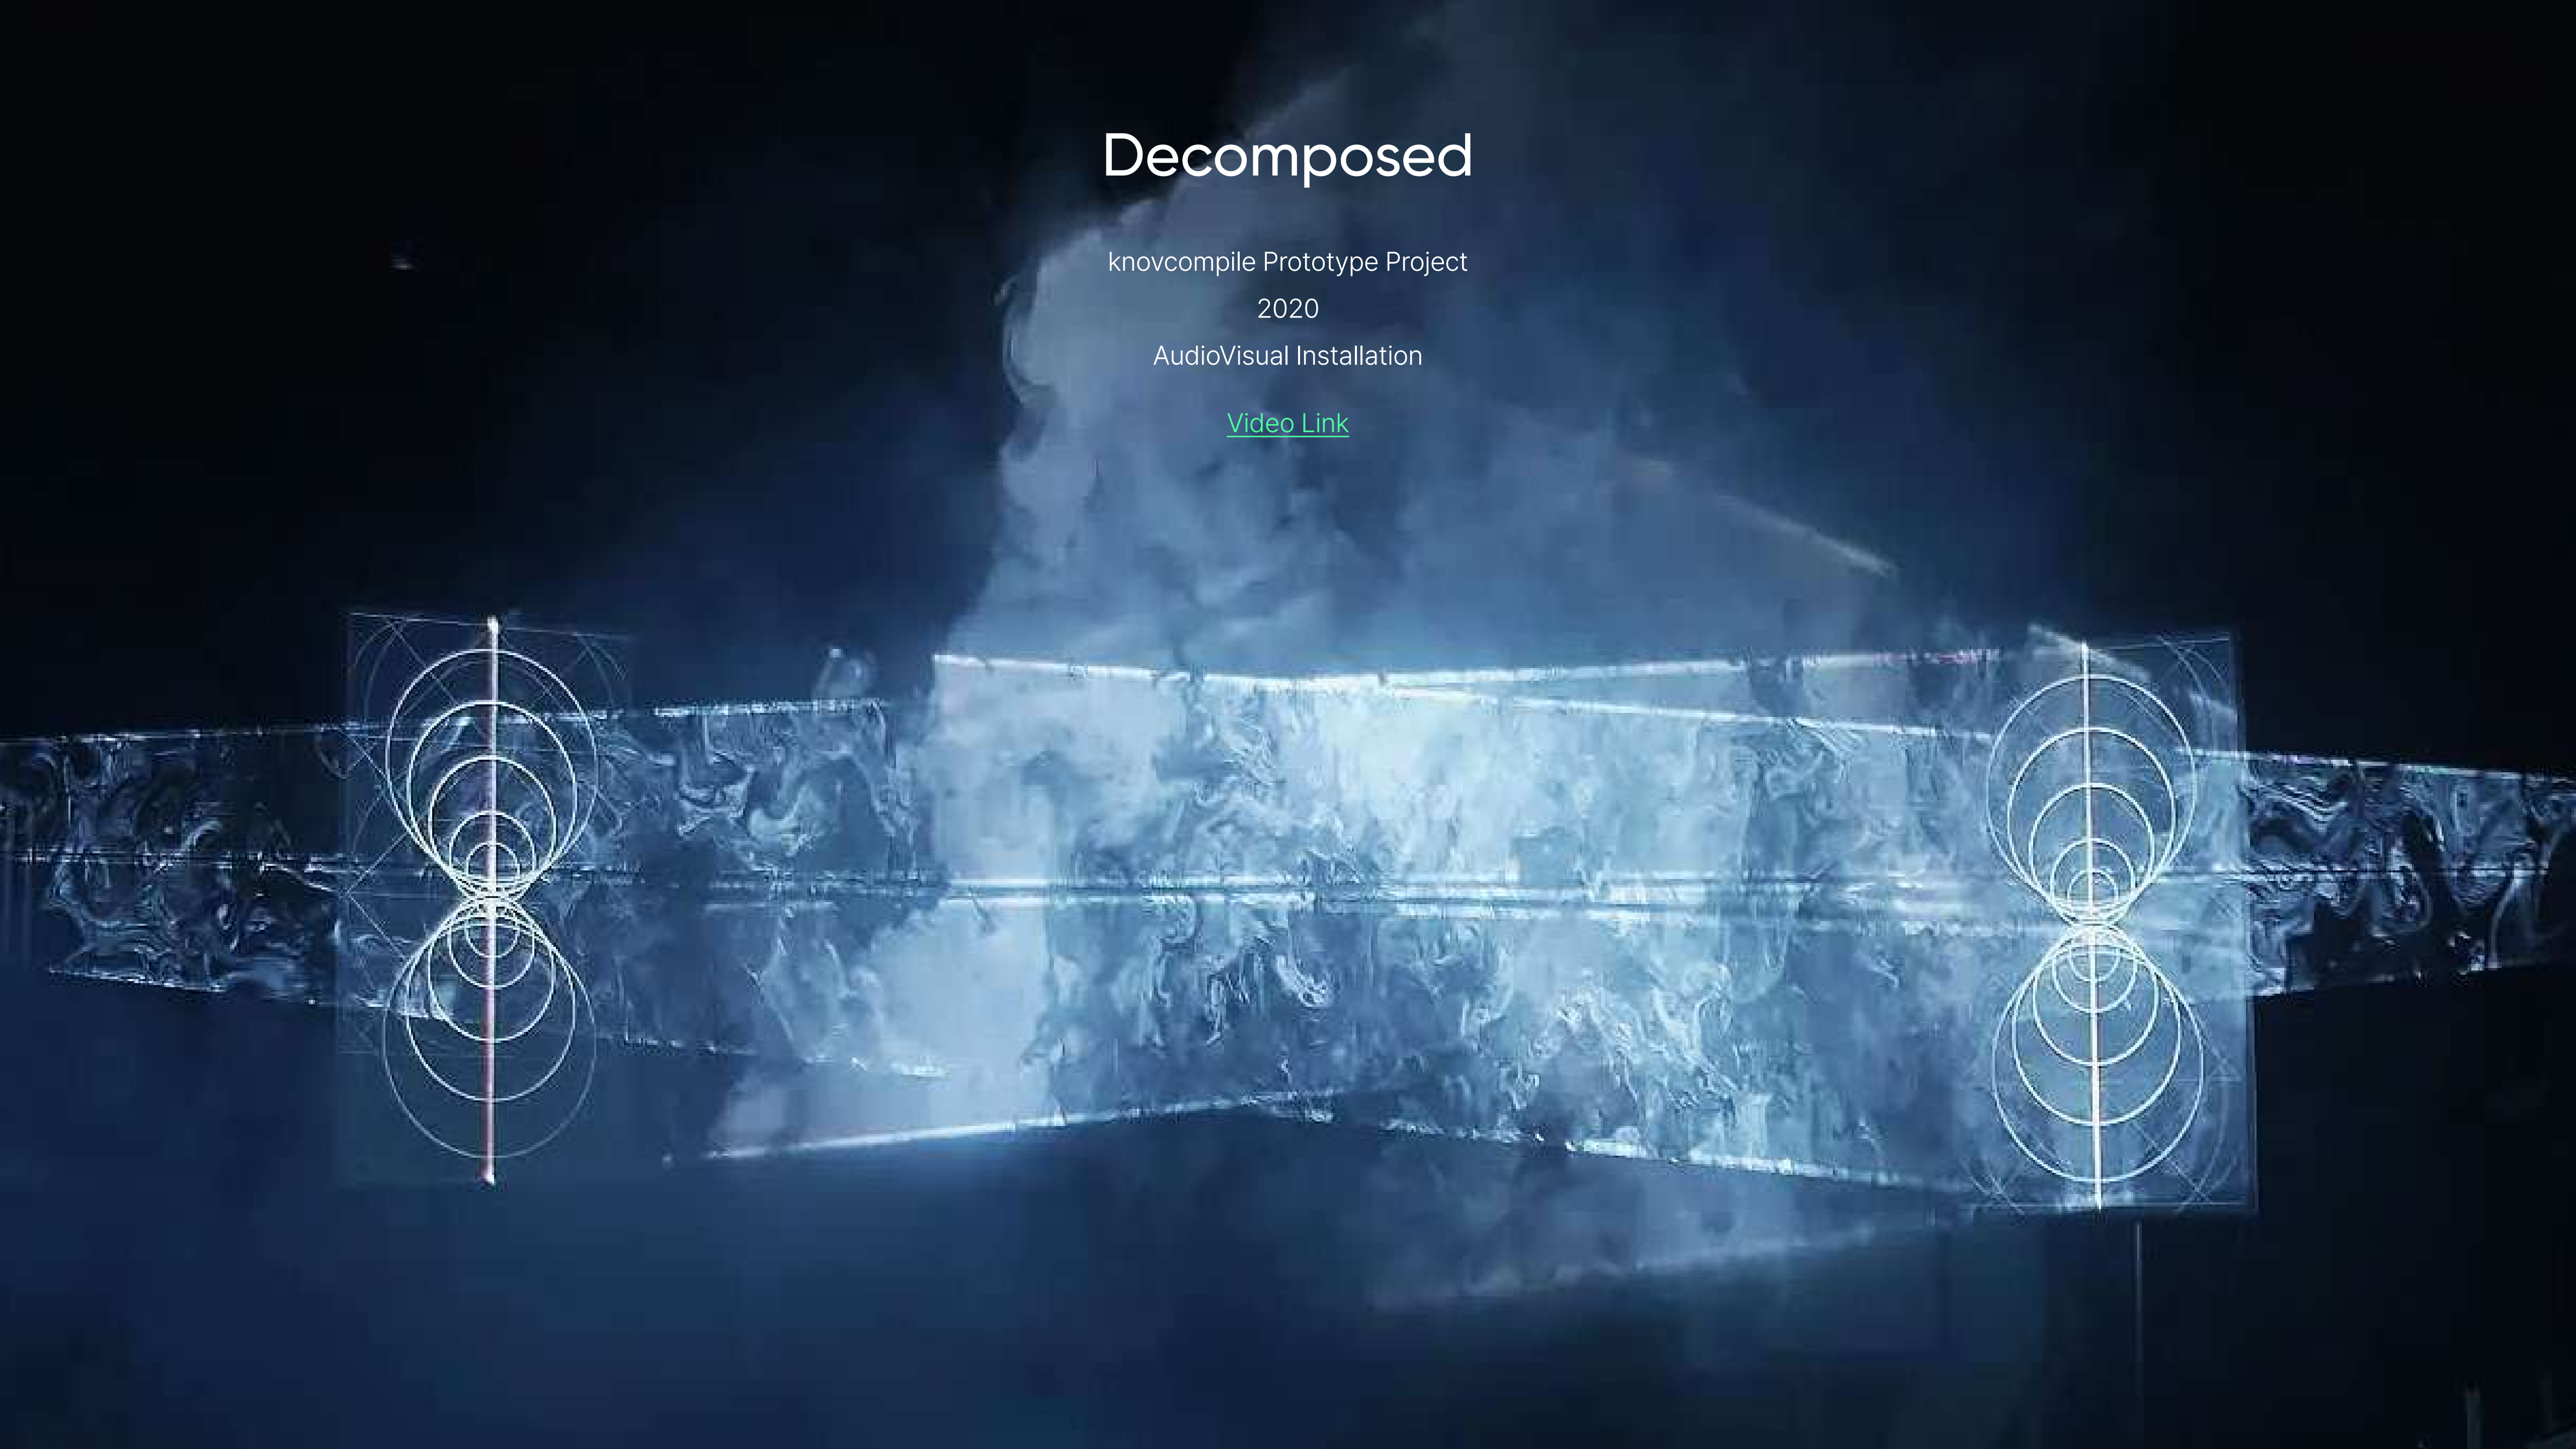 Decomposed
knovcompile Prototype Project
2020
AudioVisual Installation
Video Link